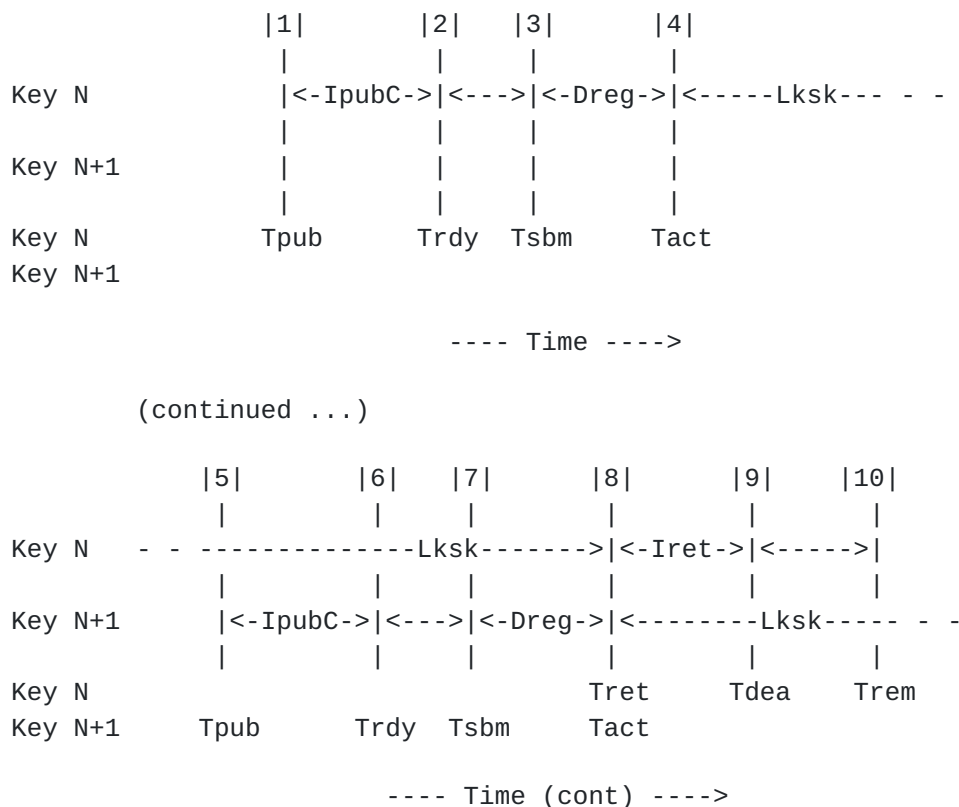 |1|      |2|   |3|      |4|
                 |        |     |        |
Key N            |<-IpubC->|<--->|<-Dreg->|<-----Lksk--- - -
                 |        |     |        |
Key N+1          |        |     |        |
                 |        |     |        |
Key N           Tpub     Trdy  Tsbm     Tact
Key N+1

                            ---- Time ---->

        (continued ...)

            |5|       |6|   |7|      |8|      |9|    |10|
             |         |     |        |        |       |
Key N   - - --------------Lksk------->|<-Iret->|<----->|
             |         |     |        |        |       |
Key N+1      |<-IpubC->|<--->|<-Dreg->|<--------Lksk----- - -
             |         |     |        |        |       |
Key N                                Tret     Tdea    Trem
Key N+1     Tpub      Trdy  Tsbm     Tact

                        ---- Time (cont) ---->